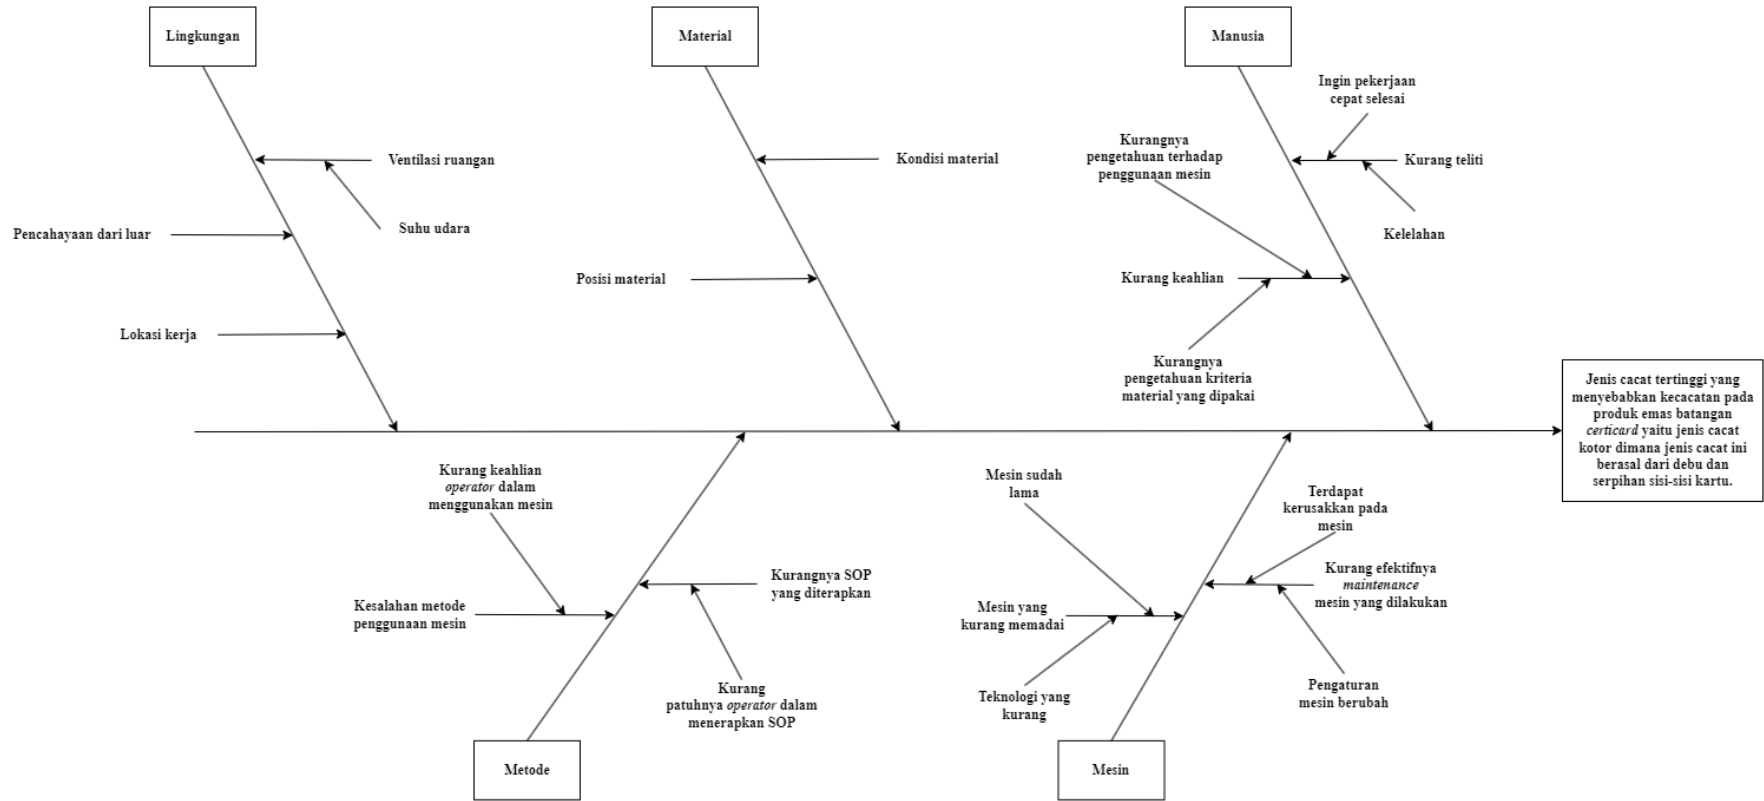 Lingkungan
Material
Manusia
Ingin pekerjaan
cepat selesai
Kurangnya
pengetahuan terhadap
penggunaan mesin
Ventilasi ruangan
Kondisi material
Kurang teliti
Suhu udara
Pencahayaan dari luar
Kelelahan
Posisi material
Kurang keahlian
Lokasi kerja
Kurangnya
pengetahuan kriteria
material yang dipakai
Jenis cacat tertinggi yang
menyebabkan kecacatan pada
produk emas batangan
certicard yaitu jenis cacat
kotor dimana jenis cacat ini
berasal dari debu dan
serpihan sisi-sisi kartu.
Kurang keahlian
operator dalam
menggunakan mesin
Mesin sudah
lama
Terdapat
kerusakkan pada
mesin
Kurangnya SOP
yang diterapkan
Kurang efektifnya
maintenance
mesin yang dilakukan
Kesalahan metode
penggunaan mesin
Mesin yang
kurang memadai
Kurang
patuhnya operator dalam
menerapkan SOP
Teknologi yang
kurang
Pengaturan
mesin berubah
Metode
Mesin